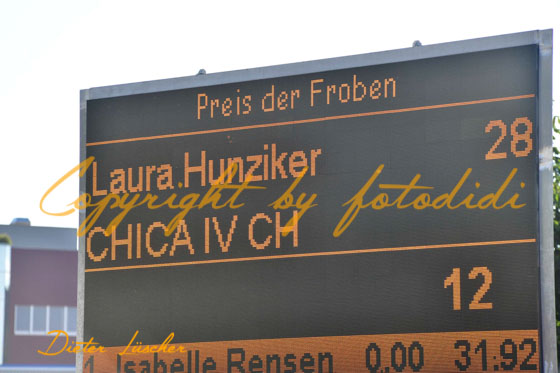 Preis der Froben
28
Laura Hunziker
Copyright by fotodidi
CHICA IV CH
12
Dieter Lüscher
1. Isabelle Rensen 0.00 31.92